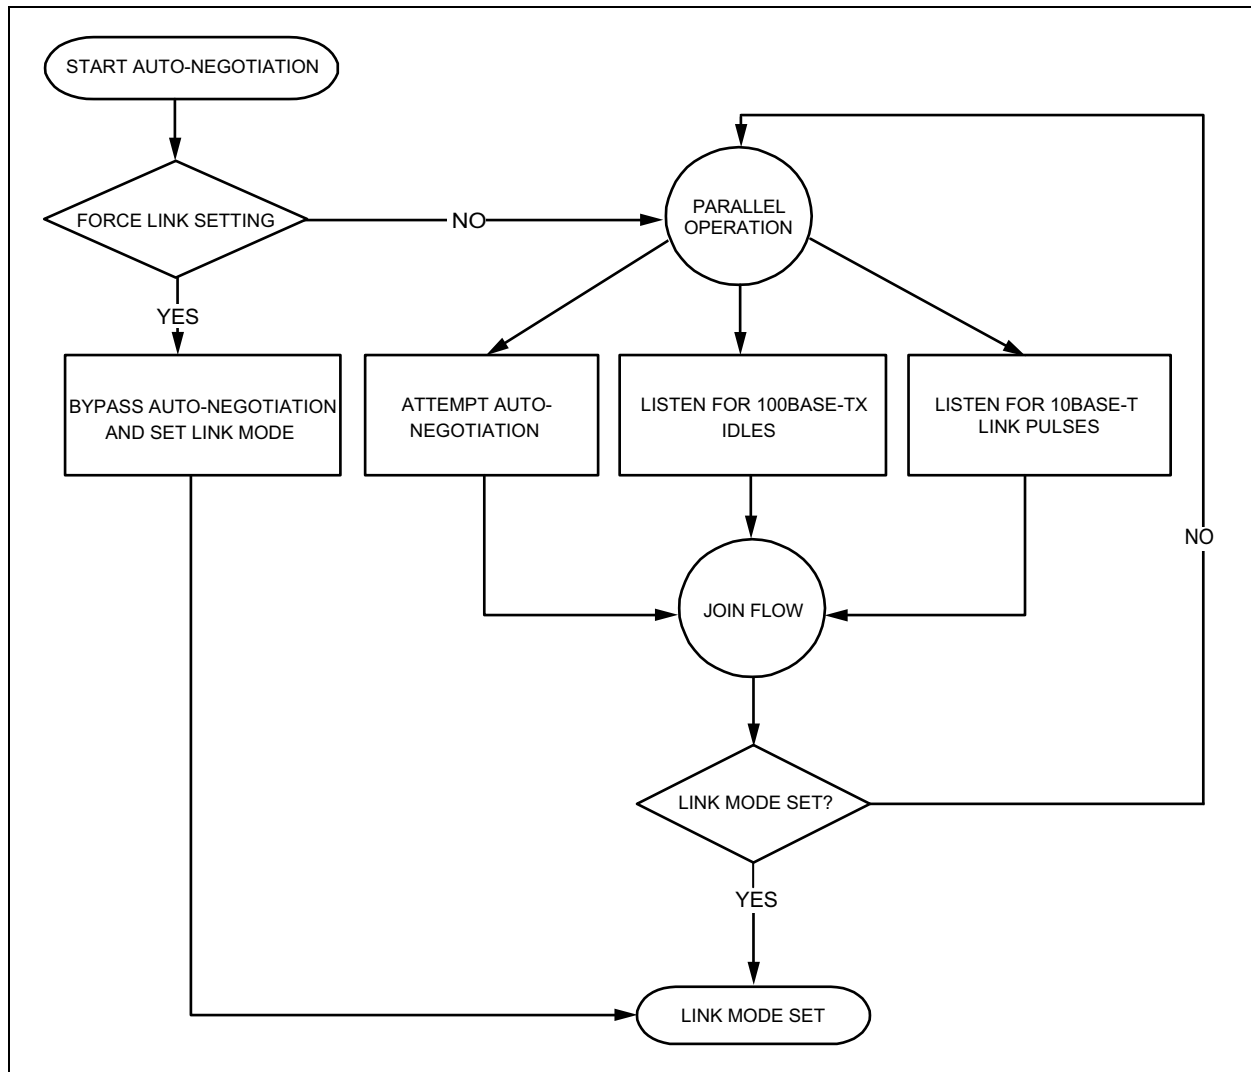 START AUTO-NEGOTIATION
FORCE LINK SETTING
NO
PARALLEL
OPERATION
YES
BYPASS AUTO-NEGOTIATION
AND SET LINK MODE
ATTEMPT AUTO-
NEGOTIATION
LISTEN FOR 100BASE-TX
IDLES
LISTEN FOR 10BASE-T
LINK PULSES
NO
JOIN FLOW
LINK MODE SET?
YES
LINK MODE SET